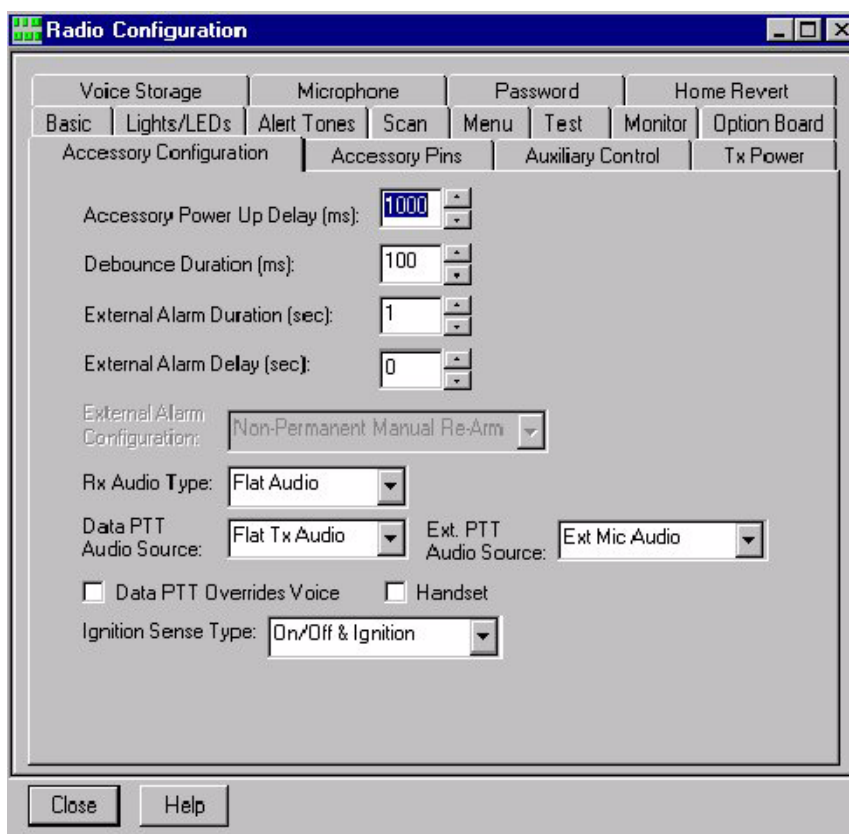 Radio Configuration
Voice Storage Microphone Password Home Revert
Basic Lights/LEDs Alert Tones Scan Menu Test Monitor Option Board
Accessory Configuration Accessory Pins Auxiliary Control Tx Power
Accessory Power Up Delay (ms): 1000
Debounce Duration (ms): 100
External Alarm Duration (sec): 1
External Alarm Delay (sec): 0
External Alarm
Configuration: Non-Permanent Manual Re-Arm
Rx Audio Type: Flat Audio
Data PTT
Audio Source: Flat Tx Audio
Ext. PTT
Audio Source: Ext Mic Audio
Data PTT Overrides Voice Handset
Ignition Sense Type: On/Off & Ignition
Close Help